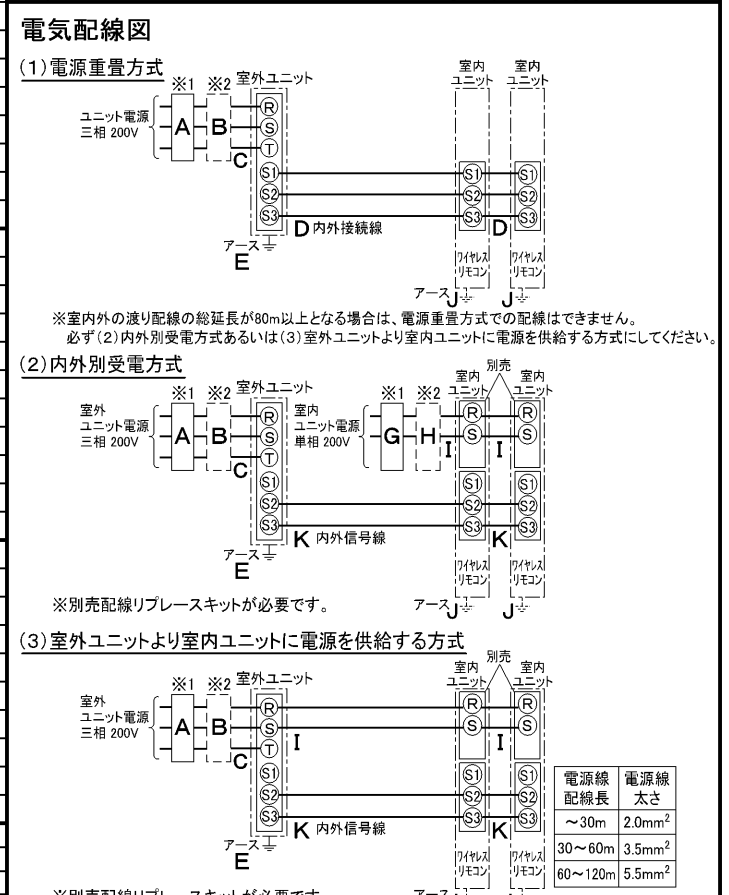 電気配線図
(1)電源重畳方式
※1 ※2 室外ユニット
室内
ユニット
室内
ユニット
ユニット電源
三相 200V
A B C
R
S
T
S1 S1 S1
S2 S2 S2
S3 S3 S3
D 内外接続線 D
アース
E
ワイヤレス
リモコン
ワイヤレス
リモコン
アース J J
※室内外の渡り配線の総延長が80m以上となる場合は、電源重畳方式での配線はできません。
必ず(2)内外別受電方式あるいは(3)室外ユニットより室内ユニットに電源を供給する方式にしてください。
(2)内外別受電方式
別売
※1 ※2 室外ユニット
※1 ※2
室内
ユニット
室内
ユニット
室外
ユニット電源
三相 200V
A B C
室内
ユニット電源
単相 200V
G H I I
R R R
S S S
T
S1 S1 S1
S2 S2 S2
S3 S3 S3
K 内外信号線 K
アース
E
ワイヤレス
リモコン
ワイヤレス
リモコン
※別売配線リプレースキットが必要です。
アース J J
(3)室外ユニットより室内ユニットに電源を供給する方式
別売
※1 ※2 室外ユニット
室内
ユニット
室内
ユニット
室外
ユニット電源
三相 200V
A B C
R R R
S S S
T I I
S1 S1 S1
S2 S2 S2
S3 S3 S3
K 内外信号線 K
アース
E
ワイヤレス
リモコン
ワイヤレス
リモコン
電源線
配線長
電源線
太さ
～30m 2.0mm²
30～60m 3.5mm²
60～120m 5.5mm²